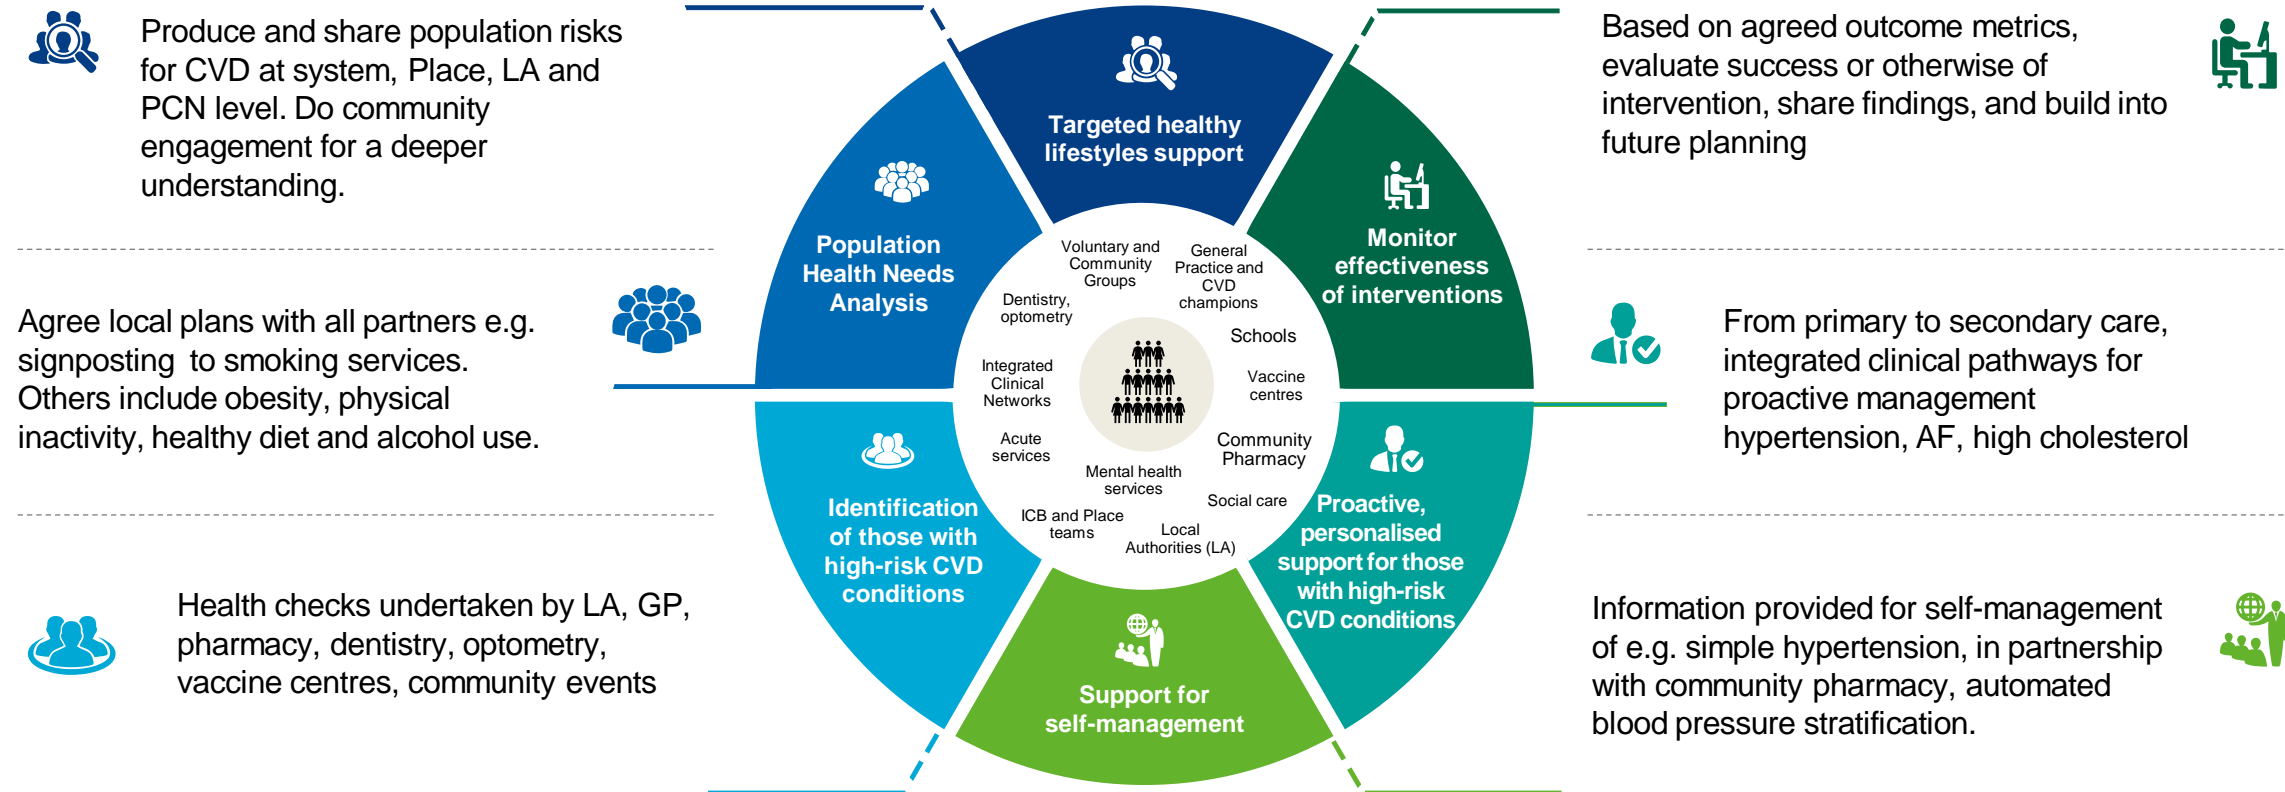 Produce and share population risks
for CVD at system, Place, LA and
PCN level. Do community
engagement for a deeper
understanding.
Agree local plans with all partners e.g.
signposting to smoking services.
Others include obesity, physical
inactivity, healthy diet and alcohol use.
Health checks undertaken by LA, GP,
pharmacy, dentistry, optometry,
vaccine centres, community events
Targeted healthy
lifestyles support
Population
Health Needs
Analysis
Monitor
effectiveness
of interventions
Identification
of those with
high-risk CVD
conditions
Proactive,
personalised
support for those
with high-risk
CVD conditions
Support for
self-management
Voluntary and
Community
Groups
General
Practice and
CVD
champions
Dentistry,
optometry
Schools
Integrated
Clinical
Networks
Vaccine
centres
Acute
services
Community
Pharmacy
Mental health
services
Social care
ICB and Place
teams
Local
Authorities (LA)
Based on agreed outcome metrics,
evaluate success or otherwise of
intervention, share findings, and build into
future planning
From primary to secondary care,
integrated clinical pathways for
proactive management
hypertension, AF, high cholesterol
Information provided for self-management
of e.g. simple hypertension, in partnership
with community pharmacy, automated
blood pressure stratification.